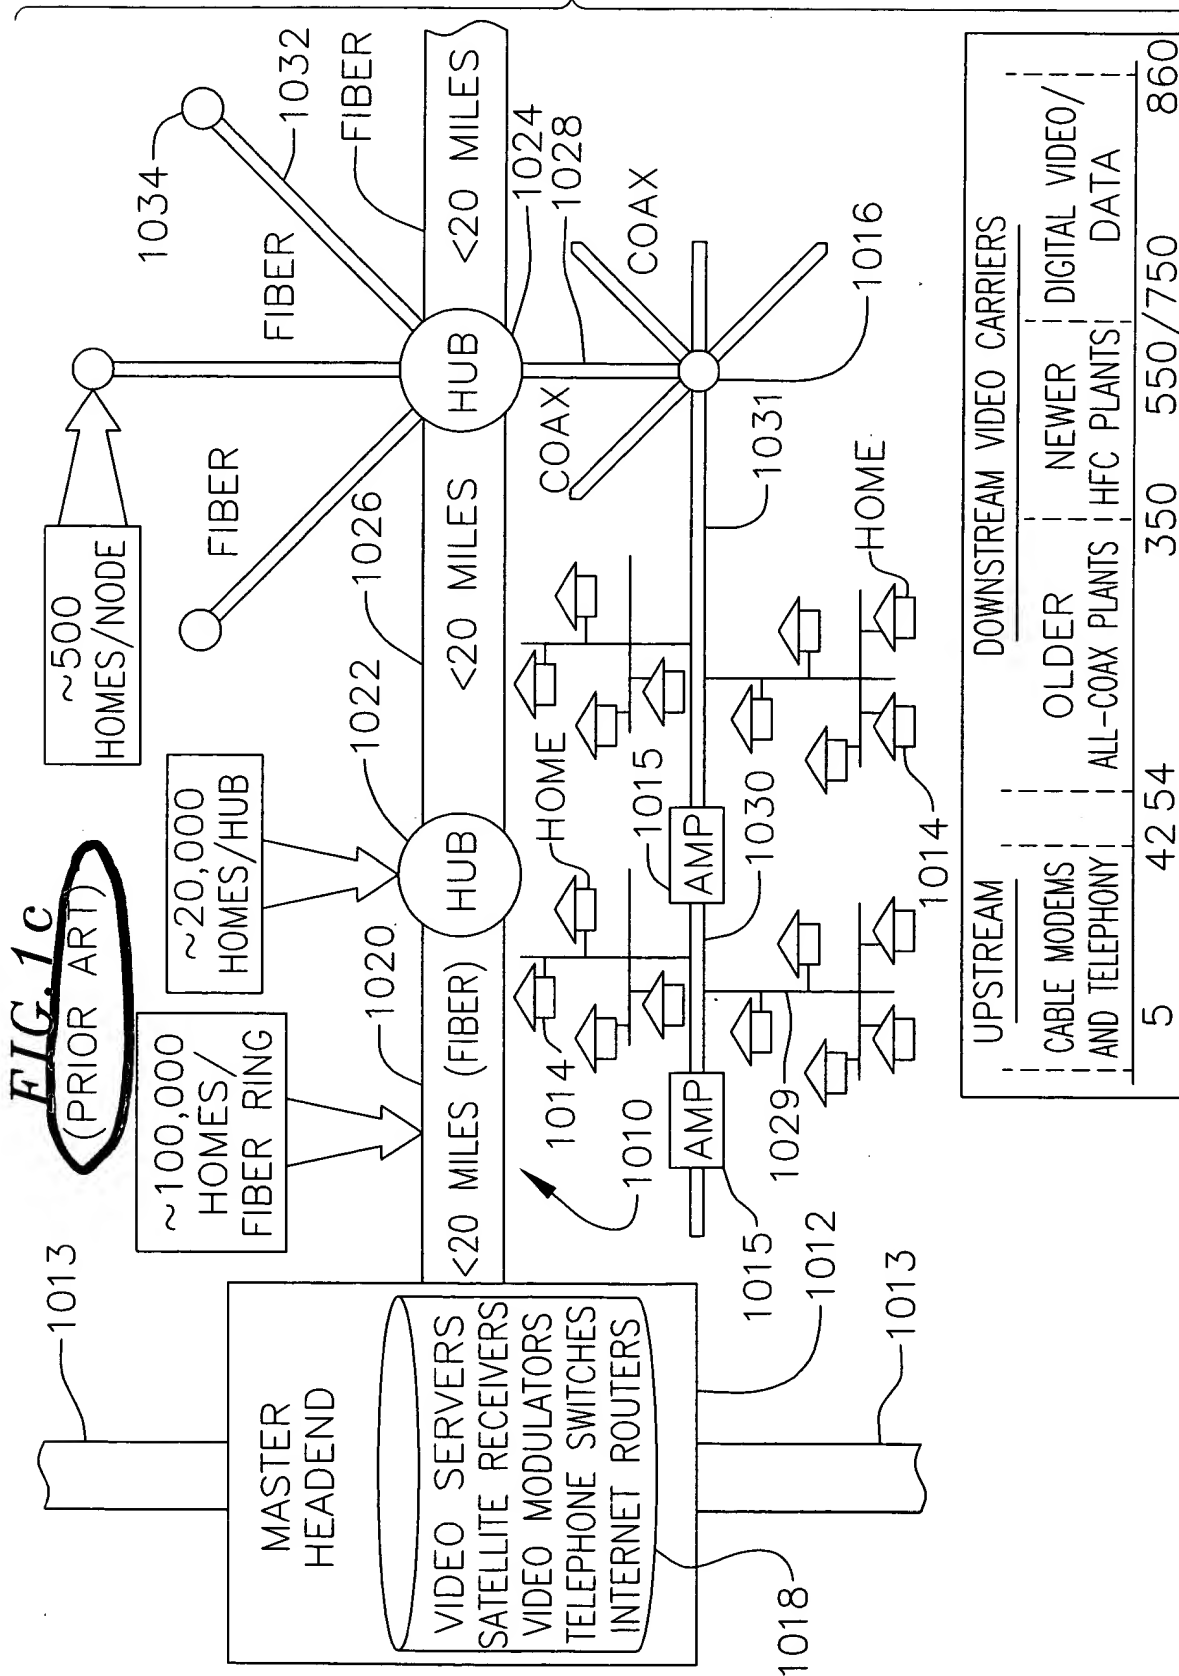 FIG. 1c
(PRIOR ART)
~100,000
HOMES/
FIBER RING
~20,000
HOMES/HUB
~500
HOMES/NODE
1013
1020
1022
1026
FIBER
FIBER
1034
1032
FIBER
MASTER
HEADEND
VIDEO SERVERS
SATELLITE RECEIVERS
VIDEO MODULATORS
TELEPHONE SWITCHES
INTERNET ROUTERS
<20 MILES (FIBER)
HUB
<20 MILES
HUB
<20 MILES
1024
1028
1010
1014
HOME
1015
COAX
COAX
1016
AMP
AMP
1015
1029
1030
1031
HOME
1014
1012
1013
1018
UPSTREAM
DOWNSTREAM VIDEO CARRIERS
CABLE MODEMS
AND TELEPHONY
OLDER
ALL-COAX PLANTS
NEWER
HFC PLANTS
DIGITAL VIDEO/
DATA
5 42 54 350 550/750 860